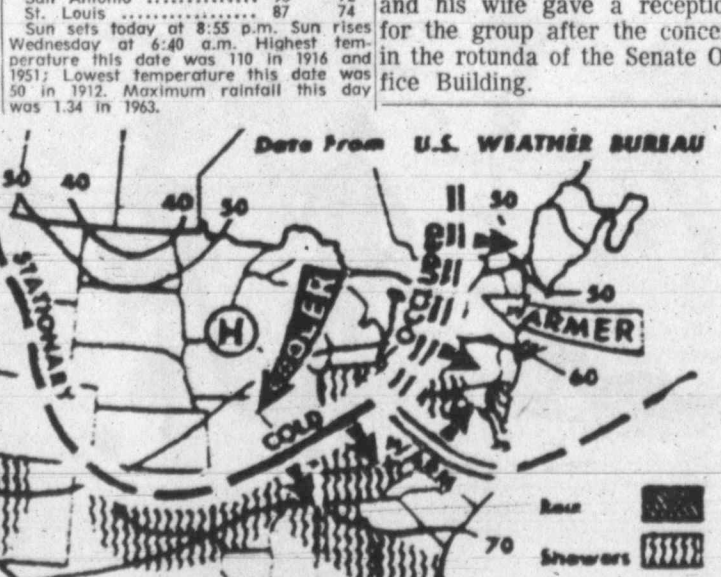 San Antonio
St. Louis ................ 87 74
Sun sets today at 8:55 p.m. Sun rises
Wednesday at 6:40 a.m. Highest tem-
perature this date was 110 in 1916 and
1951; Lowest temperature this date was
50 in 1912. Maximum rainfall this day
was 1.34 in 1963.
and his wife gave a receptio
for the group after the conce
in the rotunda of the Senate O
fice Building.
Data From U.S. WEATHER BUREAU
50 40 40 50 50
STATIONARY
H
COOLER
OCCLUDED
50
WARMER
60
COLD
WARM
Rain
70
Showers